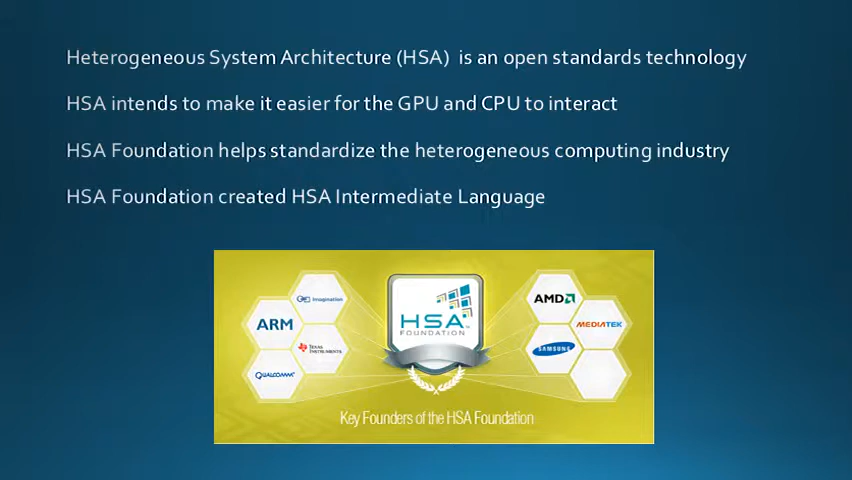 Heterogeneous System Architecture (HSA) is an open standards technology
HSA intends to make it easier for the GPU and CPU to interact
HSA Foundation helps standardize the heterogeneous computing industry
HSA Foundation created HSA Intermediate Language
Imagination
ARM
TEXAS INSTRUMENTS
QUALCOMM
HSA
FOUNDATION
AMD
MEDIATEK
SAMSUNG
Key Founders of the HSA Foundation